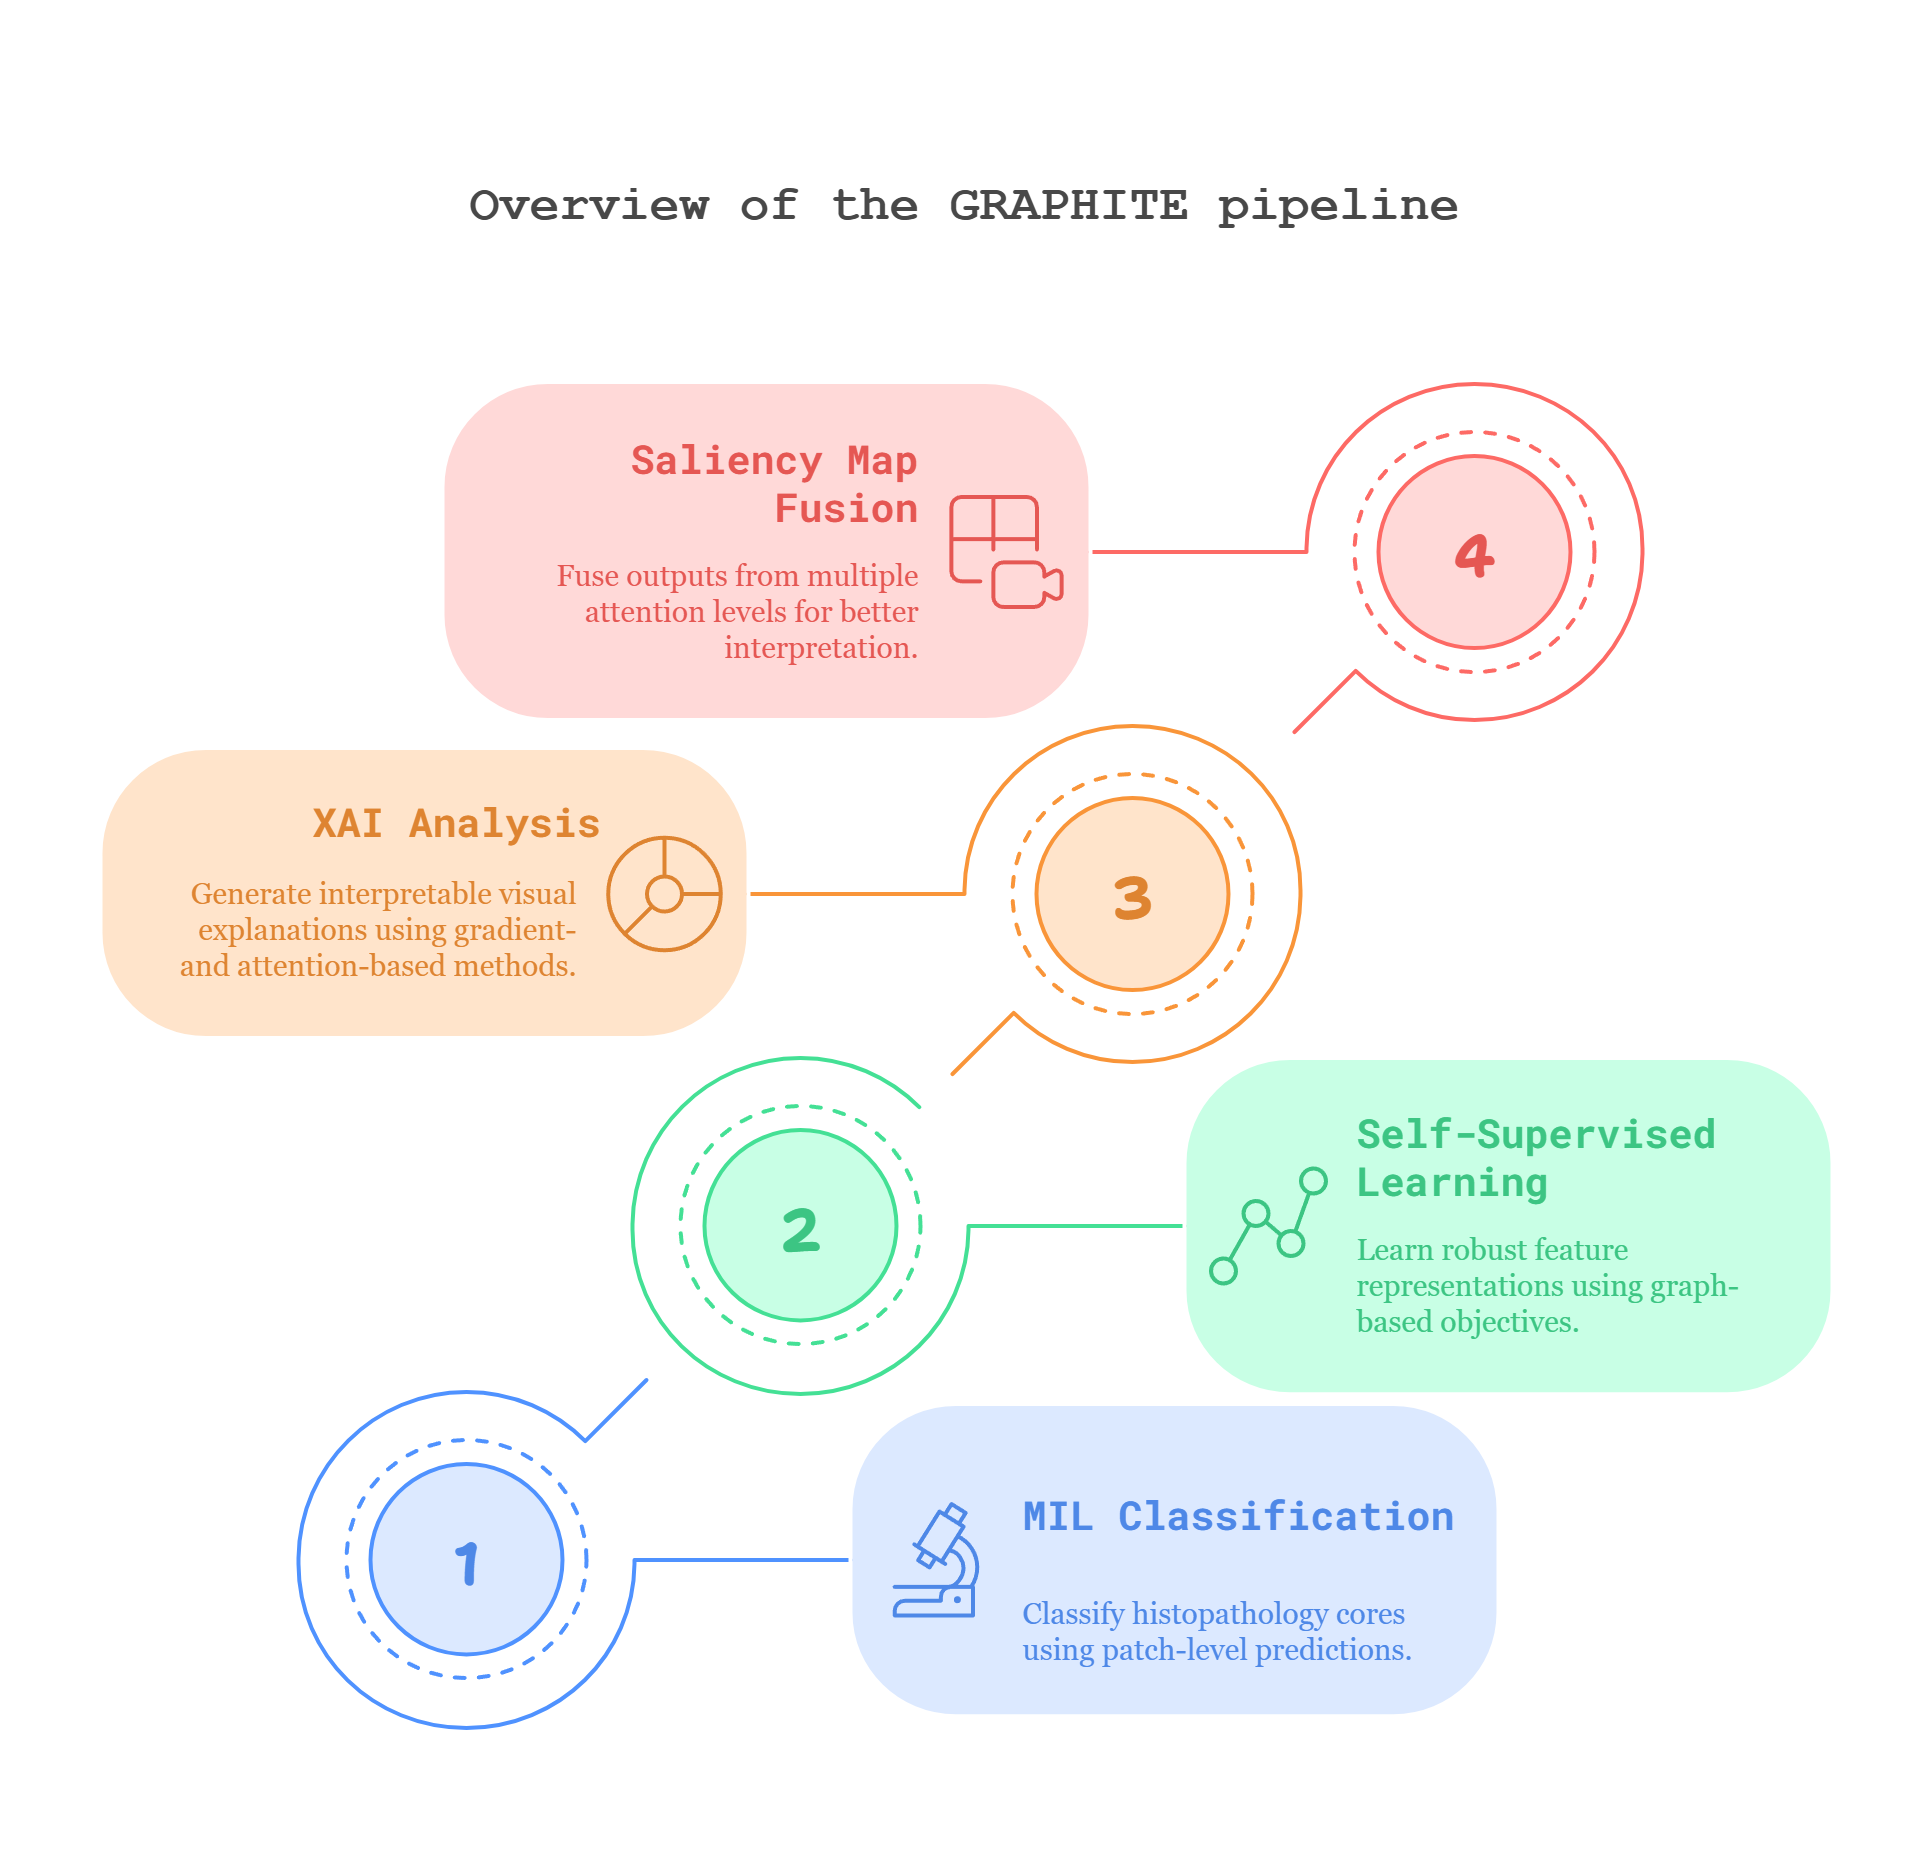 Overview of the GRAPHITE pipeline
Saliency Map
Fusion
Fuse outputs from multiple
attention levels for better
interpretation.
4
XAI Analysis
Generate interpretable visual
explanations using gradient-
and attention-based methods.
3
2
Self-Supervised
Learning
Learn robust feature
representations using graph-
based objectives.
1
MIL Classification
Classify histopathology cores
using patch-level predictions.